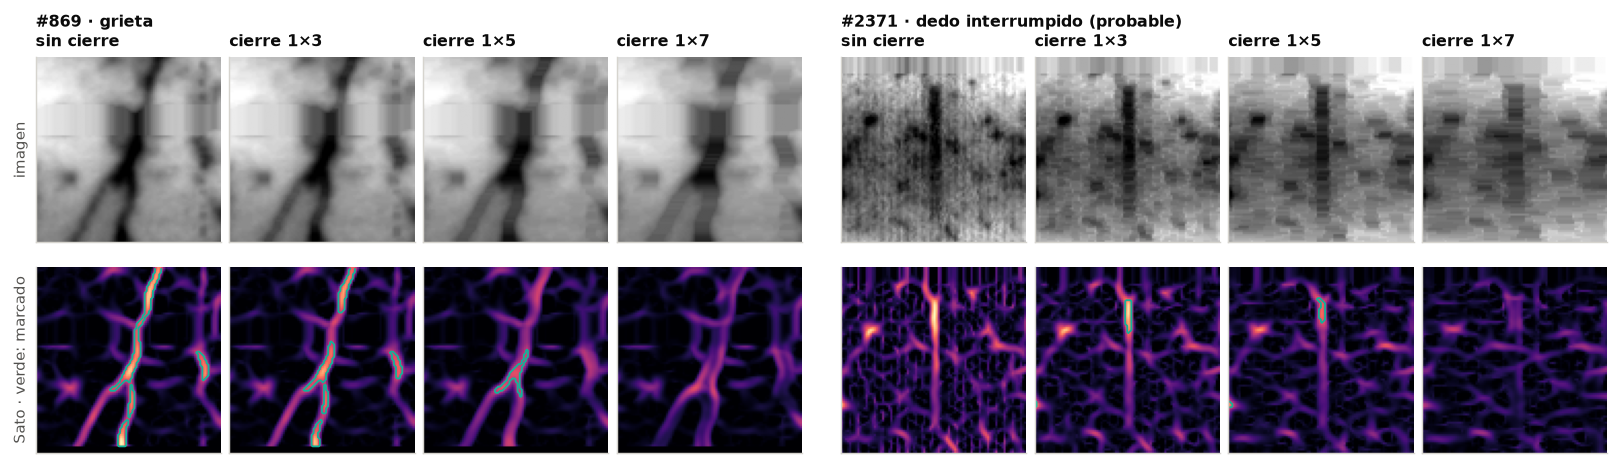 #869 · grieta
sin cierre
cierre 1×3
cierre 1×5
cierre 1×7
#2371 · dedo interrumpido (probable)
sin cierre
cierre 1×3
cierre 1×5
cierre 1×7
imagen
Sato · verde: marcado